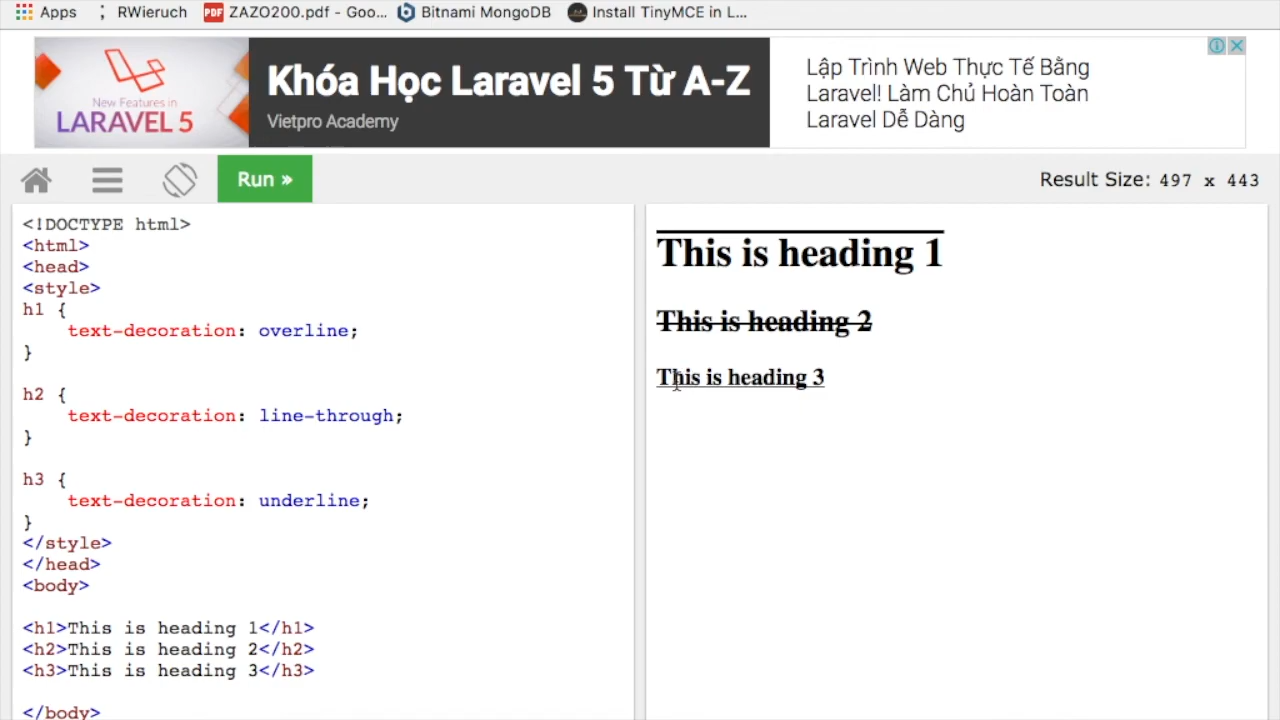 Apps ; RWieruch PDF ZAZO200.pdf - Goo... Bitnami MongoDB Install TinyMCE in L...
New Features in
LARAVEL 5
Khóa Học Laravel 5 Từ A-Z
Vietpro Academy
Lập Trình Web Thực Tế Bằng
Laravel! Làm Chủ Hoàn Toàn
Laravel Dễ Dàng
Run »
Result Size: 497 x 443
<!DOCTYPE html>
<html>
<head>
<style>
h1 {
    text-decoration: overline;
}
h2 {
    text-decoration: line-through;
}
h3 {
    text-decoration: underline;
}
</style>
</head>
<body>
<h1>This is heading 1</h1>
<h2>This is heading 2</h2>
<h3>This is heading 3</h3>
</body>
This is heading 1
This is heading 2
This is heading 3